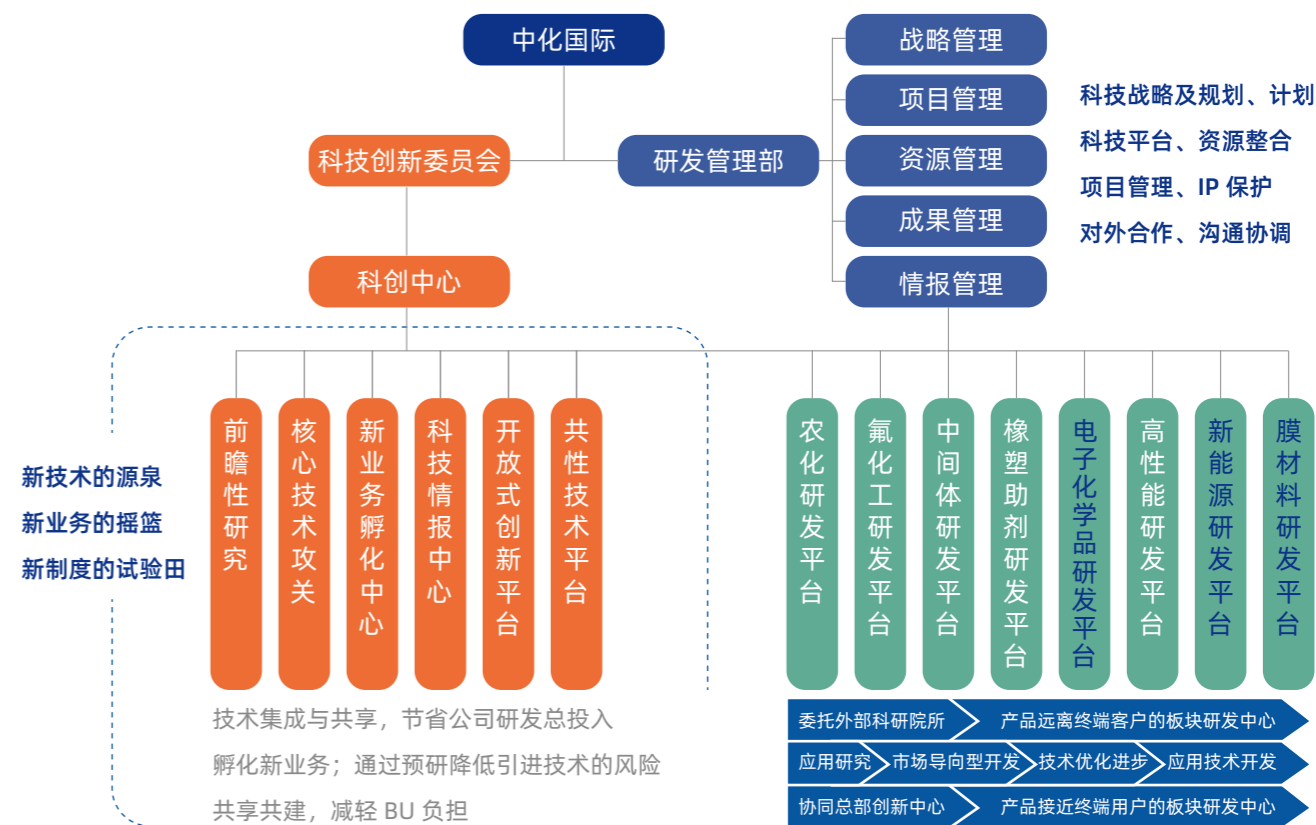 中化国际
战略管理
项目管理
科技战略及规划、计划
科技创新委员会
研发管理部
资源管理
科技平台、资源整合
项目管理、IP 保护
成果管理
对外合作、沟通协调
科创中心
情报管理
前瞻性研究
核心技术攻关
新业务孵化中心
科技情报中心
开放式创新平台
共性技术平台
农化研发平台
氟化工研发平台
中间体研发平台
橡塑助剂研发平台
电子化学品研发平台
高性能研发平台
新能源研发平台
膜材料研发平台
新技术的源泉
新业务的摇篮
新制度的试验田
技术集成与共享，节省公司研发总投入
孵化新业务；通过预研降低引进技术的风险
共享共建，减轻 BU 负担
委托外部科研院所 产品远离终端客户的板块研发中心
应用研究 市场导向型开发 技术优化进步 应用技术开发
协同总部创新中心 产品接近终端用户的板块研发中心